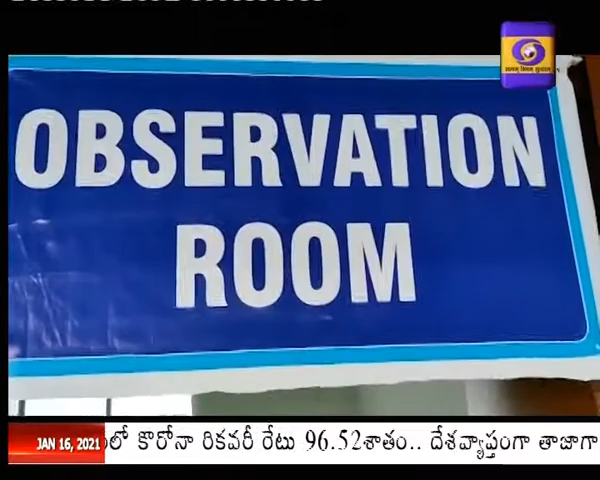 OBSERVATION
ROOM
JAN 16, 2021
లో కొరోనా రికవరీ రేటు 96.52శాతం.. దేశవ్యాప్తంగా తాజాగా